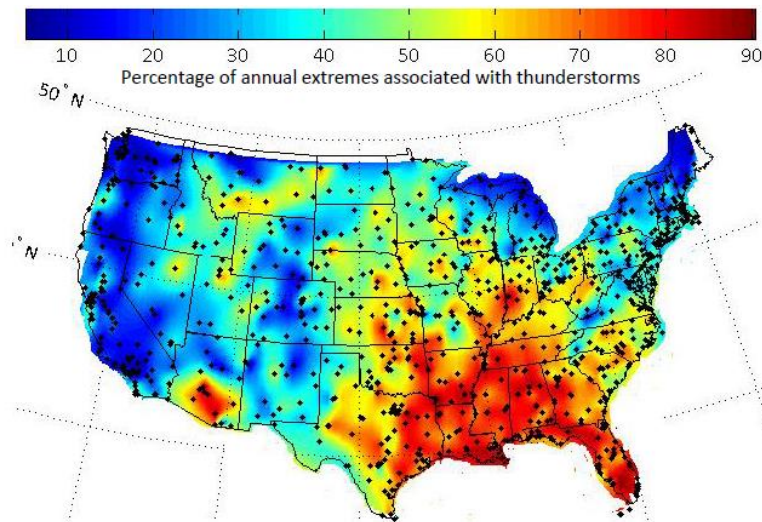 10 20 30 40 50 60 70 80 90
Percentage of annual extremes associated with thunderstorms
50°N
°N